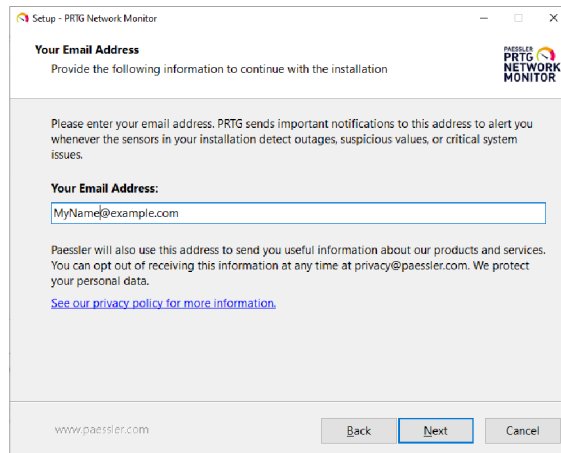 Setup - PRTG Network Monitor
Your Email Address
Provide the following information to continue with the installation
PAESSLER
PRTG
NETWORK
MONITOR
Please enter your email address. PRTG sends important notifications to this address to alert you
whenever the sensors in your installation detect outages, suspicious values, or critical system
issues.
Your Email Address:
MyName@example.com
Paessler will also use this address to send you useful information about our products and services.
You can opt out of receiving this information at any time at privacy@paessler.com. We protect
your personal data.
See our privacy policy for more information.
www.paessler.com
Back
Next
Cancel